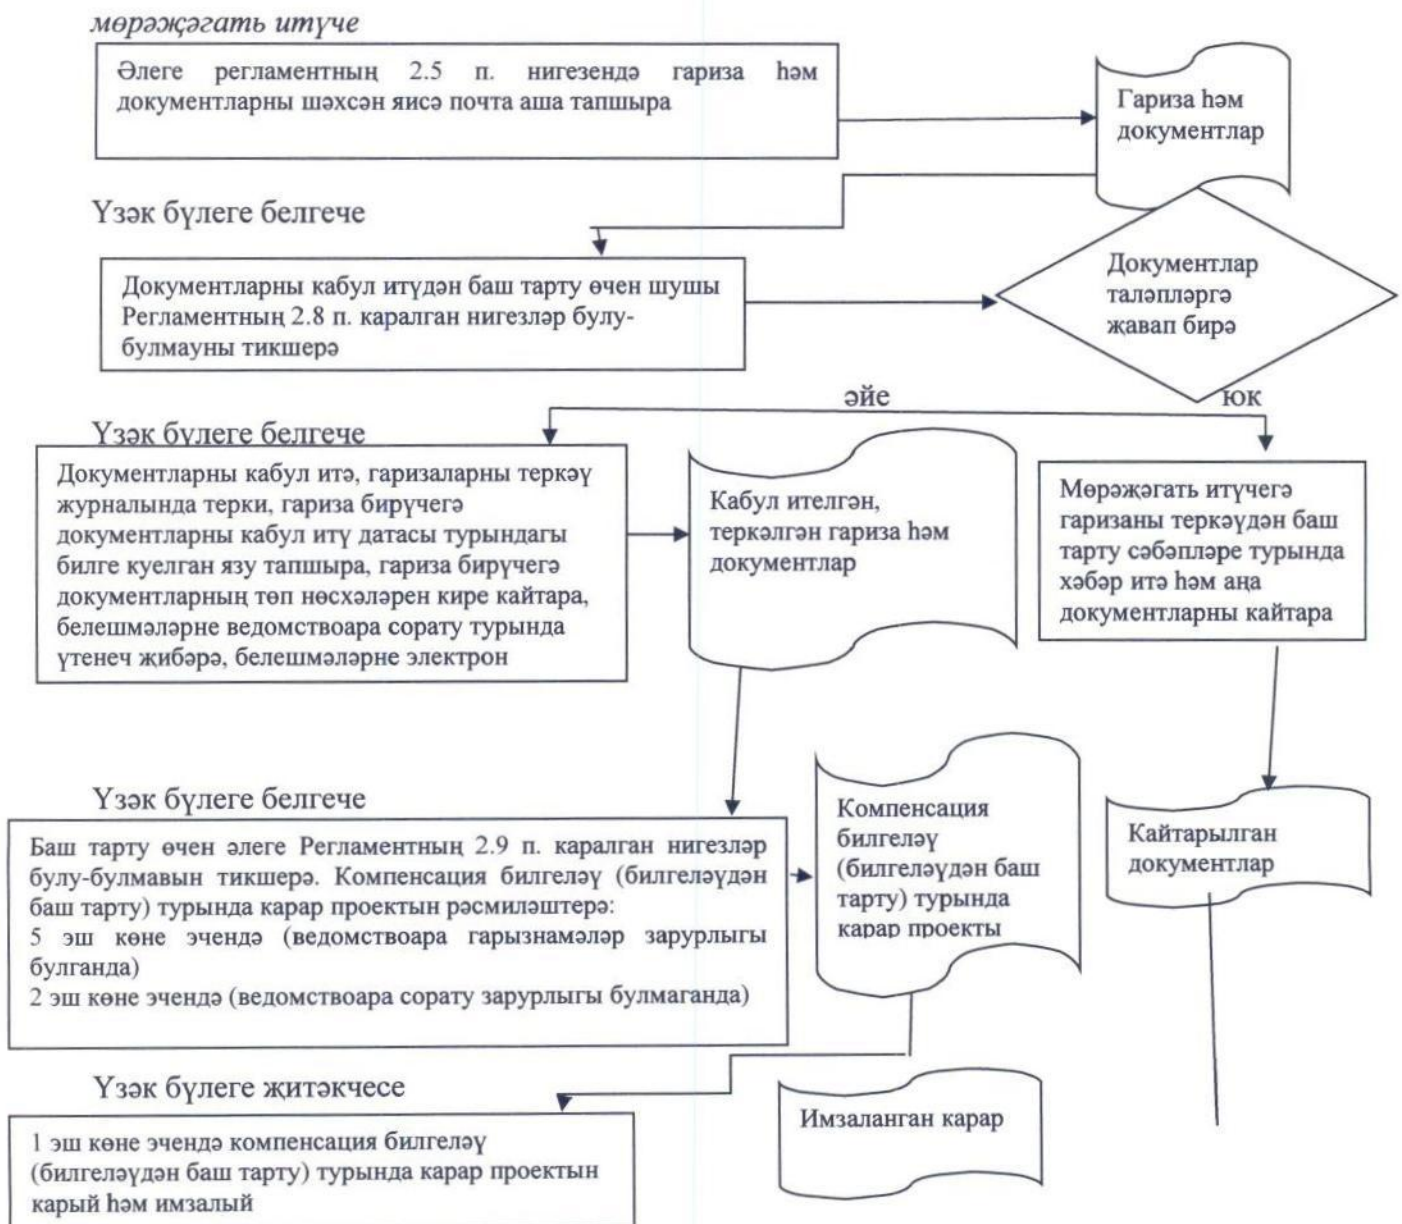 мөрәҗәгать итүче
Әлеге регламентның 2.5 п. нигезендә гариза һәм
документларны шәхсән яисә почта аша тапшыра
Гариза һәм
документлар
Үзәк бүлеге белгече
Документларны кабул итүдән баш тарту өчен шушы
Регламентның 2.8 п. каралган нигезләр булу-
булмауны тикшерә
Документлар
таләпләргә
җавап бирә
әйе
юк
Үзәк бүлеге белгече
Документларны кабул итә, гаризаларны теркәү
журналында терки, гариза бирүчегә
документларны кабул итү датасы турындагы
билге куелган язу тапшыра, гариза бирүчегә
документларның төп нөсхәләрен кире кайтара,
белешмәләрне ведомствоара сорату турында
үтенеч җибәрә, белешмәләрне электрон
Кабул ителгән,
теркәлгән гариза һәм
документлар
Мөрәҗәгать итүчегә
гаризаны теркәүдән баш
тарту сәбәпләре турында
хәбәр итә һәм аңа
документларны кайтара
Үзәк бүлеге белгече
Баш тарту өчен әлеге Регламентның 2.9 п. каралган нигезләр
булу-булмавын тикшерә. Компенсация билгеләү (билгеләүдән
баш тарту) турында карар проектын рәсмиләштерә:
5 эш көне эчендә (ведомствоара гарызнамәләр зарурлыгы
булганда)
2 эш көне эчендә (ведомствоара сорату зарурлыгы булмаганда)
Компенсация
билгеләү
(билгеләүдән баш
тарту) турында
карар проекты
Кайтарылган
документлар
Үзәк бүлеге җитәкчесе
1 эш көне эчендә компенсация билгеләү
(билгеләүдән баш тарту) турында карар проектын
карый һәм имзалый
Имзаланган карар